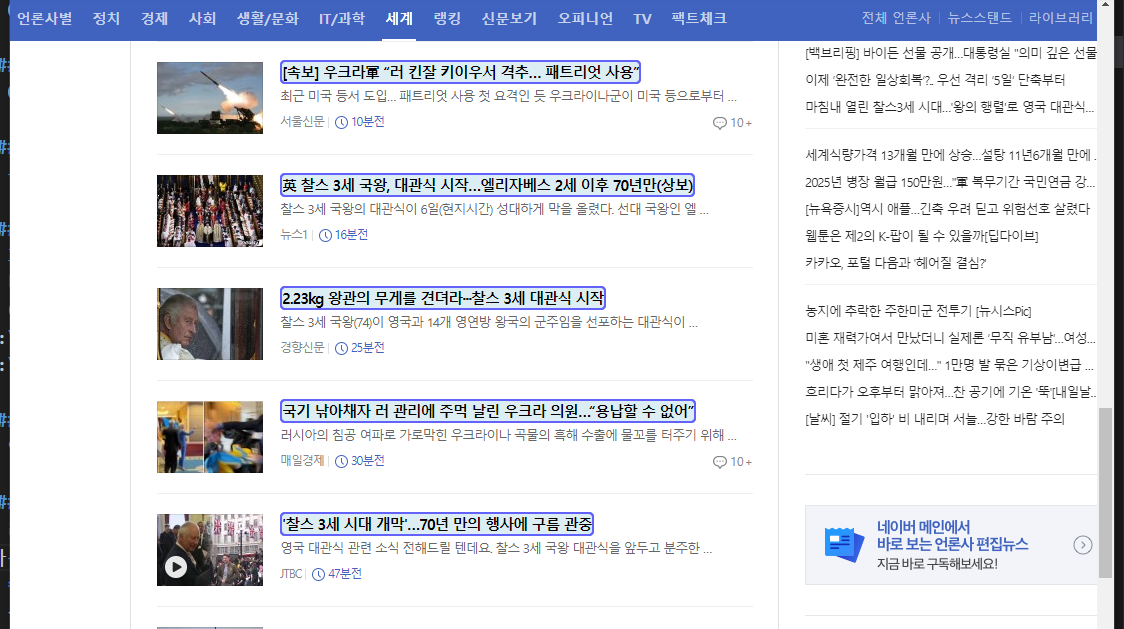 언론사별 정치 경제 사회 생활/문화 IT/과학 세계 랭킹 신문보기 오피니언 TV 팩트체크 전체 언론사 뉴스스탠드 라이브러리
[속보] 우크라軍 “러 킨잘 키이우서 격추… 패트리엇 사용”
최근 미국 등서 도입… 패트리엇 사용 첫 요격인 듯 우크라이나군이 미국 등으로부터 ...
서울신문 10분전 10+
英 찰스 3세 국왕, 대관식 시작…엘리자베스 2세 이후 70년만(상보)
찰스 3세 국왕의 대관식이 6일(현지시간) 성대하게 막을 올렸다. 선대 국왕인 엘 ...
뉴스1 16분전
2.23kg 왕관의 무게를 견뎌라···찰스 3세 대관식 시작
찰스 3세 국왕(74)이 영국과 14개 영연방 왕국의 군주임을 선포하는 대관식이 ...
경향신문 25분전
국기 낚아채자 러 관리에 주먹 날린 우크라 의원…“용납할 수 없어”
러시아의 침공 여파로 가로막힌 우크라이나 곡물의 흑해 수출에 물꼬를 터주기 위해 ...
매일경제 30분전 10+
'찰스 3세 시대 개막'…70년 만의 행사에 구름 관중
영국 대관식 관련 소식 전해드릴 텐데요. 찰스 3세 국왕 대관식을 앞두고 분주한 ...
JTBC 47분전
[백브리핑] 바이든 선물 공개…대통령실 "의미 깊은 선물
이제 ‘완전한 일상회복’?.. 우선 격리 ‘5일’ 단축부터
마침내 열린 찰스3세 시대…'왕의 행렬'로 영국 대관식...
세계식량가격 13개월 만에 상승…설탕 11년6개월 만에 .
2025년 병장 월급 150만원…"軍 복무기간 국민연금 강...
[뉴욕증시]역시 애플…긴축 우려 딛고 위험선호 살렸다
웹툰은 제2의 K-팝이 될 수 있을까[딥다이브]
카카오, 포털 다음과 '헤어질 결심?'
농지에 추락한 주한미군 전투기 [뉴시스Pic]
미혼 재력가여서 만났더니 실제론 ‘무직 유부남’…여성...
"생애 첫 제주 여행인데…" 1만명 발 묶은 기상이변급 ...
흐리다가 오후부터 맑아져…찬 공기에 기온 '뚝'[내일날...
[날씨] 절기 '입하' 비 내리며 서늘…강한 바람 주의
네이버 메인에서
바로 보는 언론사 편집뉴스
지금 바로 구독해보세요!